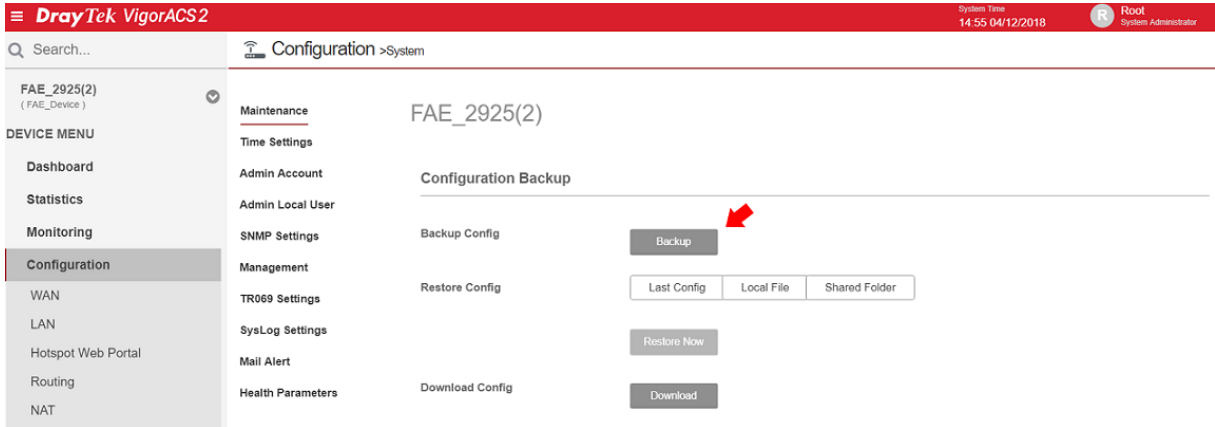 DrayTek VigorACS 2
System Time
14:55 04/12/2018
R
Root
System Administrator
Search...
Configuration >System
FAE_2925(2)
( FAE_Device )
DEVICE MENU
Dashboard
Statistics
Monitoring
Configuration
WAN
LAN
Hotspot Web Portal
Routing
NAT
Maintenance
Time Settings
Admin Account
Admin Local User
SNMP Settings
Management
TR069 Settings
SysLog Settings
Mail Alert
Health Parameters
FAE_2925(2)
Configuration Backup
Backup Config
Backup
Restore Config
Last Config
Local File
Shared Folder
Restore Now
Download Config
Download